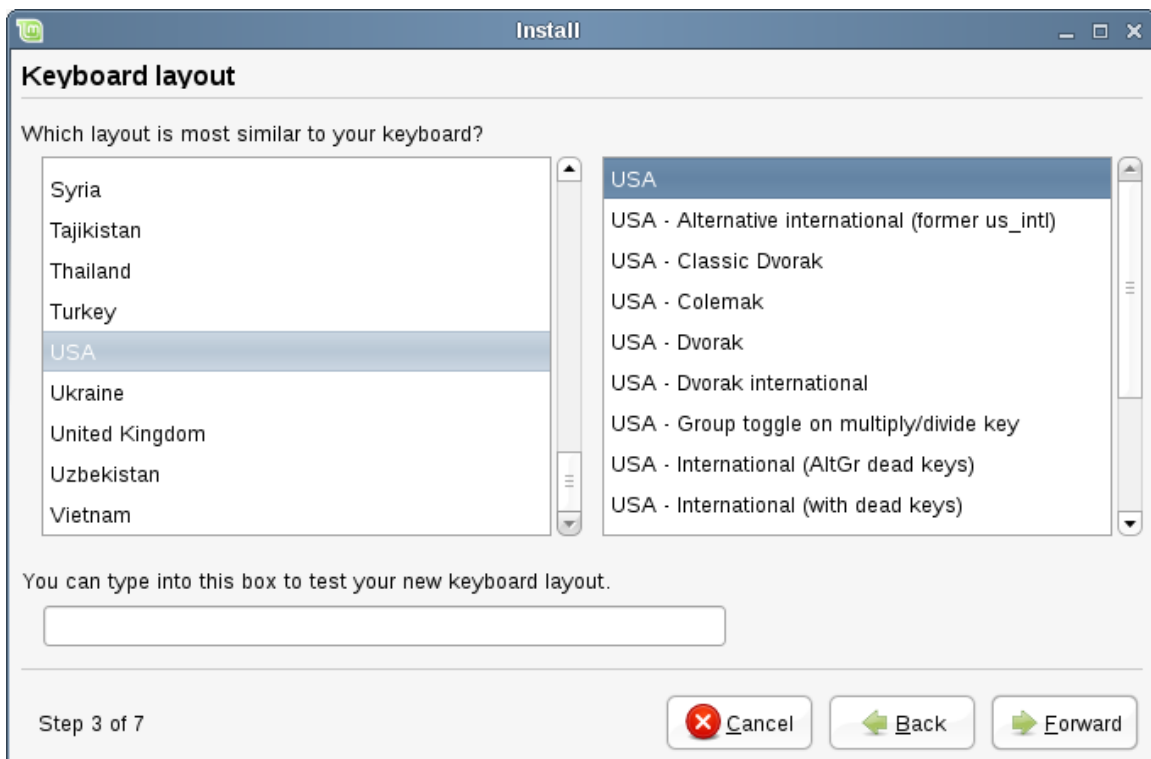 Install
Keyboard layout
Which layout is most similar to your keyboard?
Syria
Tajikistan
Thailand
Turkey
USA
Ukraine
United Kingdom
Uzbekistan
Vietnam
USA
USA - Alternative international (former us_intl)
USA - Classic Dvorak
USA - Colemak
USA - Dvorak
USA - Dvorak international
USA - Group toggle on multiply/divide key
USA - International (AltGr dead keys)
USA - International (with dead keys)
You can type into this box to test your new keyboard layout.
Step 3 of 7
Cancel
Back
Forward